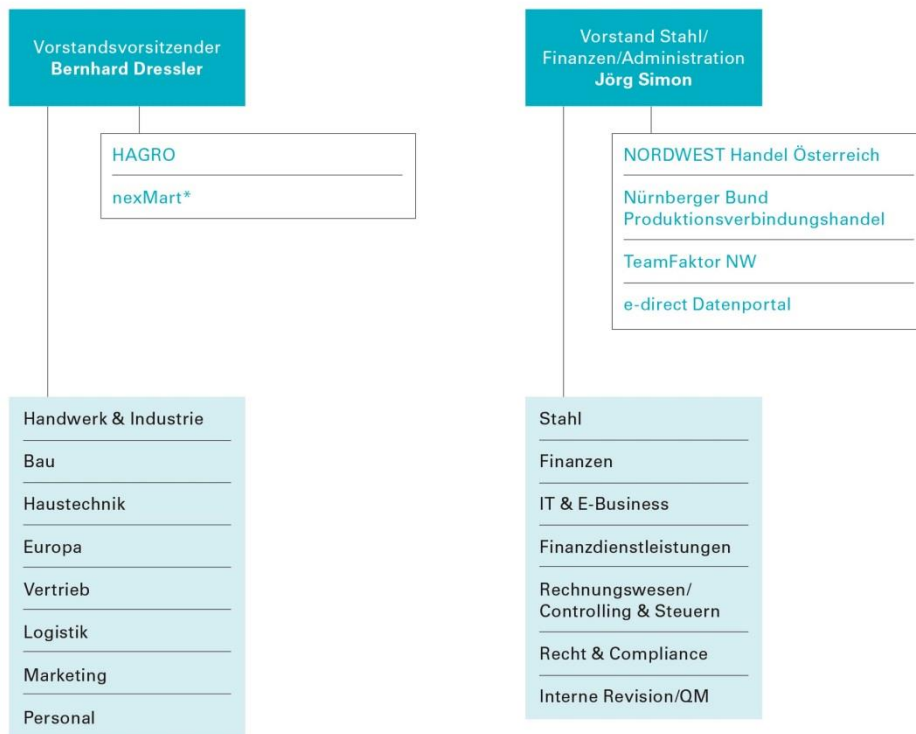 Vorstandsvorsitzender
Bernhard Dressler
HAGRO
nexMart*
Handwerk & Industrie
Bau
Haustechnik
Europa
Vertrieb
Logistik
Marketing
Personal
Vorstand Stahl/
Finanzen/Administration
Jörg Simon
NORDWEST Handel Österreich
Nürnberger Bund
Produktionsverbindungshandel
TeamFaktor NW
e-direct Datenportal
Stahl
Finanzen
IT & E-Business
Finanzdienstleistungen
Rechnungswesen/
Controlling & Steuern
Recht & Compliance
Interne Revision/QM